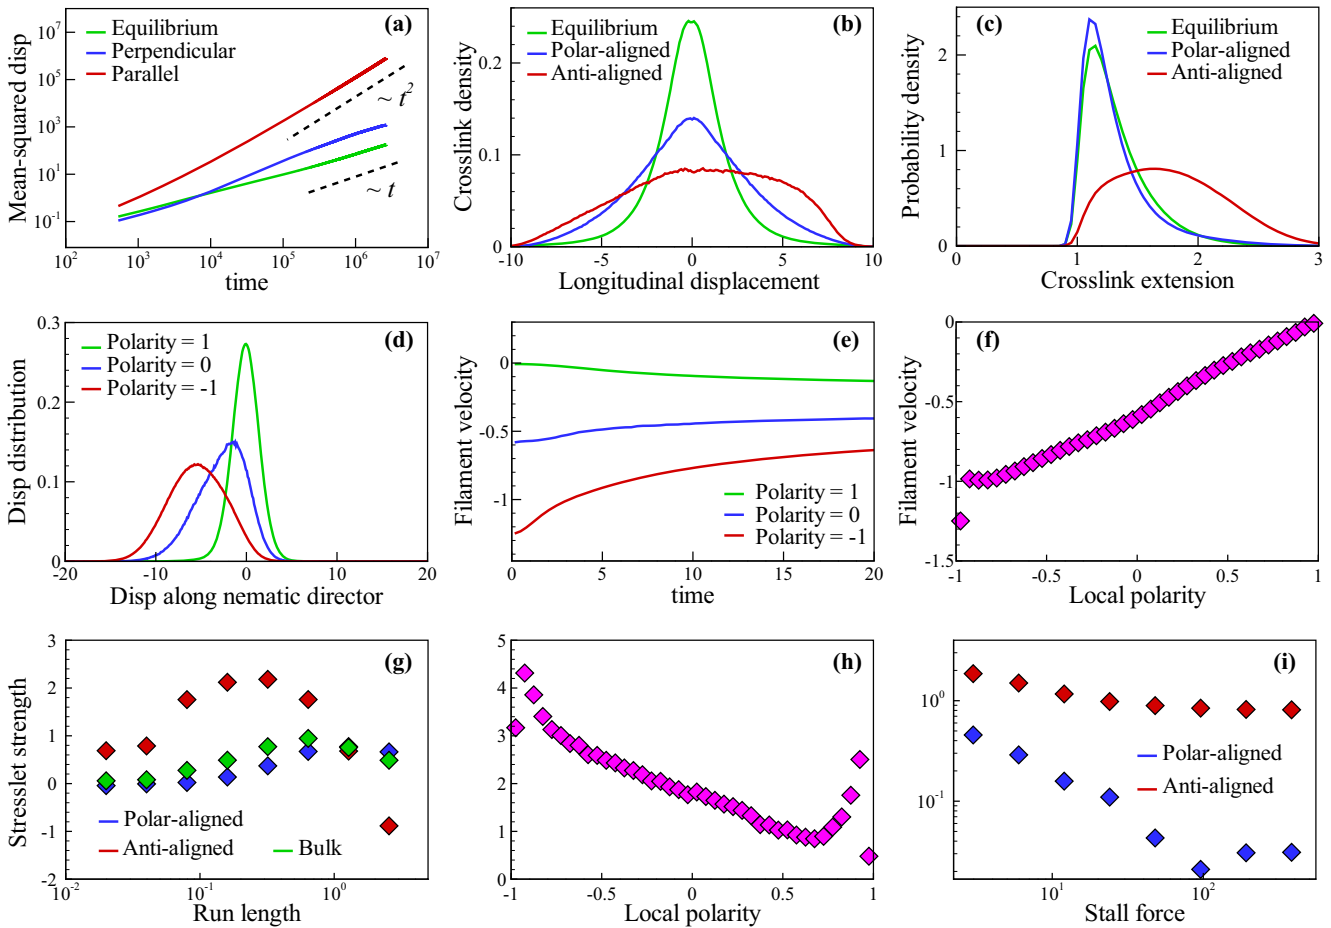 (a)
Mean-squared disp
10^7
10^5
10^3
10^1
10^-1
Equilibrium
Perpendicular
Parallel
~ t^2
~ t
10^2 10^3 10^4 10^5 10^6 10^7
time
(b)
Crosslink density
0.2
0.1
0
Equilibrium
Polar-aligned
Anti-aligned
-10 -5 0 5 10
Longitudinal displacement
(c)
Probability density
2
1
0
Equilibrium
Polar-aligned
Anti-aligned
0 1 2 3
Crosslink extension
(d)
Disp distribution
0.3
0.2
0.1
0
Polarity = 1
Polarity = 0
Polarity = -1
-20 -10 0 10 20
Disp along nematic director
(e)
Filament velocity
0
-0.5
-1
Polarity = 1
Polarity = 0
Polarity = -1
0 5 10 15 20
time
(f)
Filament velocity
0
-0.5
-1
-1.5
-1 -0.5 0 0.5 1
Local polarity
(g)
Stresslet strength
3
2
1
0
-1
-2
Polar-aligned
Anti-aligned
Bulk
10^-2 10^-1 10^0
Run length
(h)
5
4
3
2
1
0
-1 -0.5 0 0.5 1
Local polarity
(i)
10^0
10^-1
Polar-aligned
Anti-aligned
10^1 10^2
Stall force